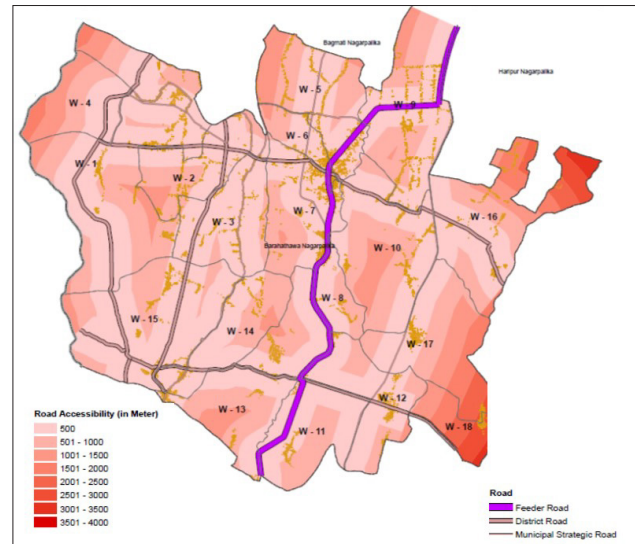 Bagmati Nagarpalika
Haripur Nagarpalika
W - 4
W - 5
W - 9
W - 6
W - 1
W - 2
W - 16
W - 3
W - 7
Barahathawa Nagarpalika
W - 10
W - 8
W - 15
W - 14
W - 17
W - 12
W - 13
W - 11
W - 18
Road Accessibility (in Meter)
500
501 - 1000
1001 - 1500
1501 - 2000
2001 - 2500
2501 - 3000
3001 - 3500
3501 - 4000
Road
Feeder Road
District Road
Municipal Strategic Road